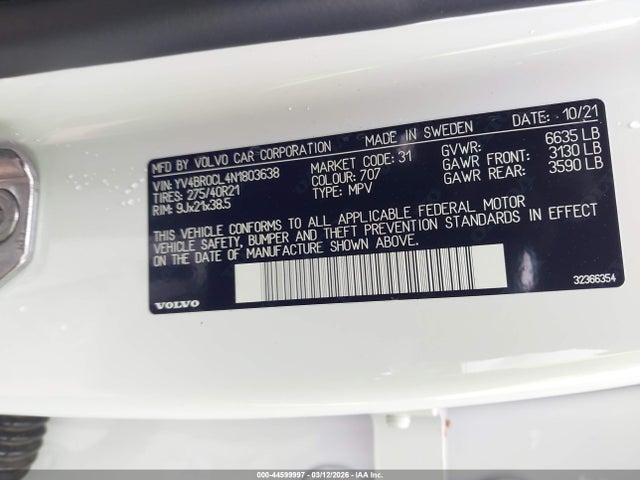 MFD BY VOLVO CAR CORPORATION MADE IN SWEDEN DATE: 10/21
VIN: YV4BR0CL4N1803638 MARKET CODE: 31 GVWR: 6635 LB
TIRES: 275/40R21 COLOUR: 707 GAWR FRONT: 3130 LB
RIM: 9Jx21x38.5 TYPE: MPV GAWR REAR: 3590 LB
THIS VEHICLE CONFORMS TO ALL APPLICABLE FEDERAL MOTOR
VEHICLE SAFETY, BUMPER AND THEFT PREVENTION STANDARDS IN EFFECT
ON THE DATE OF MANUFACTURE SHOWN ABOVE.
VOLVO 32366354
000-44599997 - 03/12/2026 - IAA Inc.